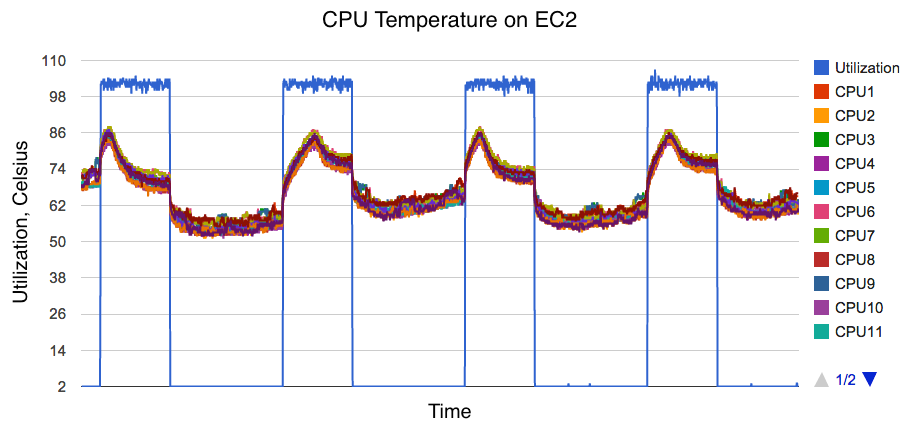 CPU Temperature on EC2
Utilization, Celsius
110
98
86
74
62
50
38
26
14
2
Time
Utilization
CPU1
CPU2
CPU3
CPU4
CPU5
CPU6
CPU7
CPU8
CPU9
CPU10
CPU11
1/2